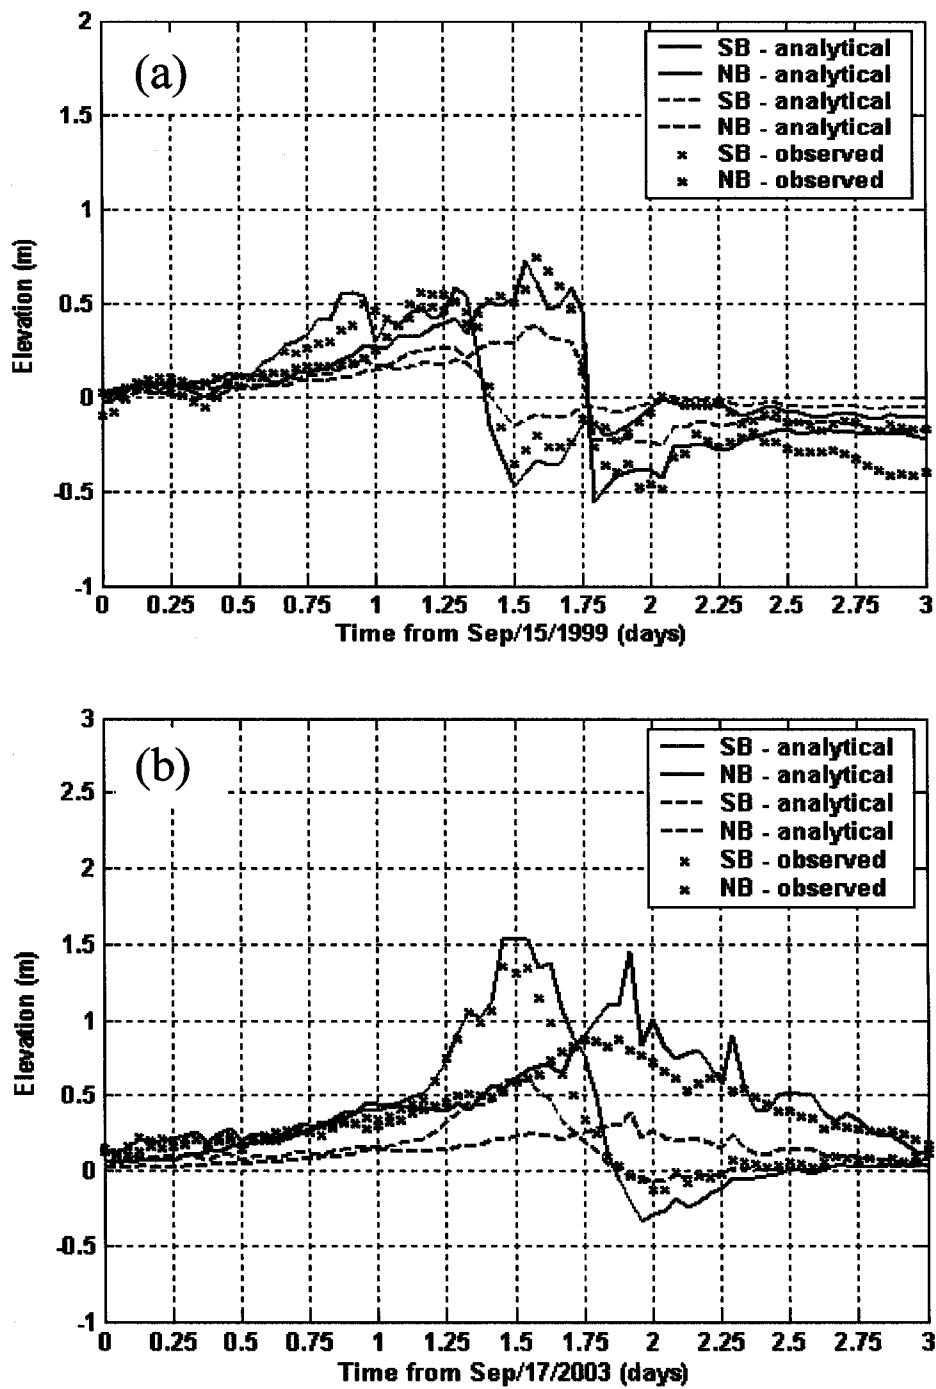 (a)
SB - analytical
NB - analytical
SB - analytical
NB - analytical
SB - observed
NB - observed
2
1.5
1
0.5
0
-0.5
-1
Elevation (m)
0 0.25 0.5 0.75 1 1.25 1.5 1.75 2 2.25 2.5 2.75 3
Time from Sep/15/1999 (days)
(b)
SB - analytical
NB - analytical
SB - analytical
NB - analytical
SB - observed
NB - observed
3
2.5
2
1.5
1
0.5
0
-0.5
-1
Elevation (m)
0 0.25 0.5 0.75 1 1.25 1.5 1.75 2 2.25 2.5 2.75 3
Time from Sep/17/2003 (days)